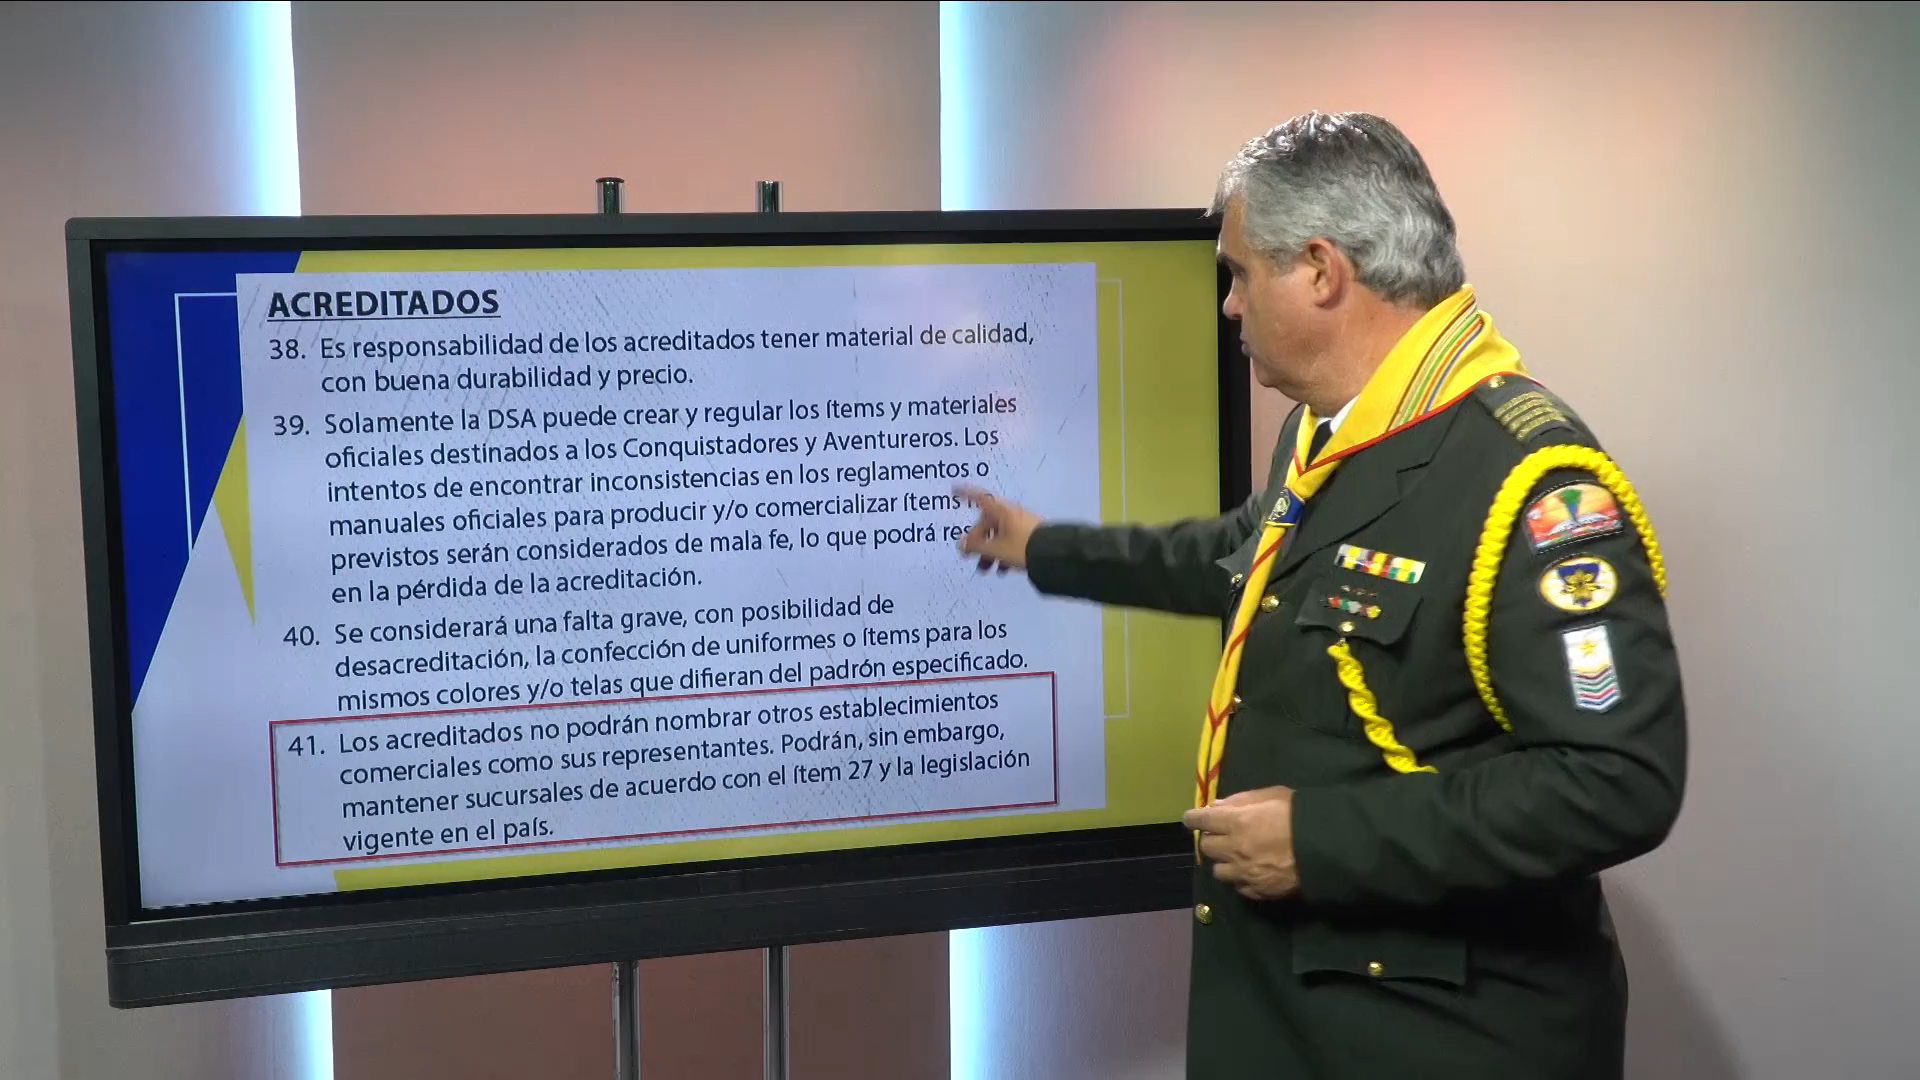 ACREDITADOS
38. Es responsabilidad de los acreditados tener material de calidad,
con buena durabilidad y precio.
39. Solamente la DSA puede crear y regular los ítems y materiales
oficiales destinados a los Conquistadores y Aventureros. Los
intentos de encontrar inconsistencias en los reglamentos o
manuales oficiales para producir y/o comercializar ítems
previstos serán considerados de mala fe, lo que podrá
en la pérdida de la acreditación.
40. Se considerará una falta grave, con posibilidad de
desacreditación, la confección de uniformes o ítems para los
mismos colores y/o telas que difieran del padrón especificado.
41. Los acreditados no podrán nombrar otros establecimientos
comerciales como sus representantes. Podrán, sin embargo,
mantener sucursales de acuerdo con el ítem 27 y la legislación
vigente en el país.